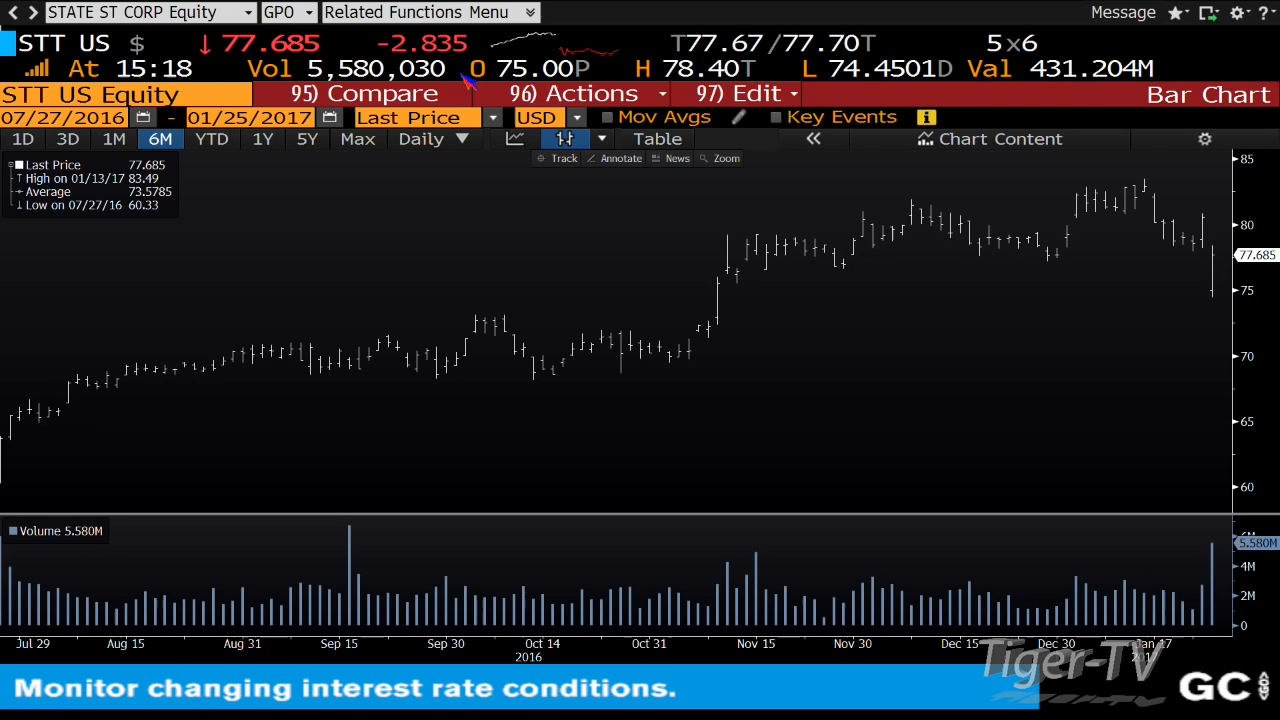 STATE ST CORP Equity GPO Related Functions Menu Message
STT US $ ↓ 77.685 -2.835 T77.67/77.70T 5x6
At 15:18 Vol 5,580,030 O 75.00P H 78.40T L 74.4501D Val 431.204M
STT US Equity 95) Compare 96) Actions 97) Edit Bar Chart
07/27/2016 - 01/25/2017 Last Price USD Mov Avgs Key Events
1D 3D 1M 6M YTD 1Y 5Y Max Daily ▼ Table « Chart Content
Track Annotate News Zoom
Last Price 77.685
High on 01/13/17 83.49
Average 73.5785
Low on 07/27/16 60.33
85
80
77.685
75
70
65
60
Volume 5.580M
6M
5.580M
4M
2M
0
Jul 29 Aug 15 Aug 31 Sep 15 Sep 30 Oct 14 Oct 31 Nov 15 Nov 30 Dec 15 Dec 30 Jan 17
2016
Tiger-TV
Monitor changing interest rate conditions.
GC